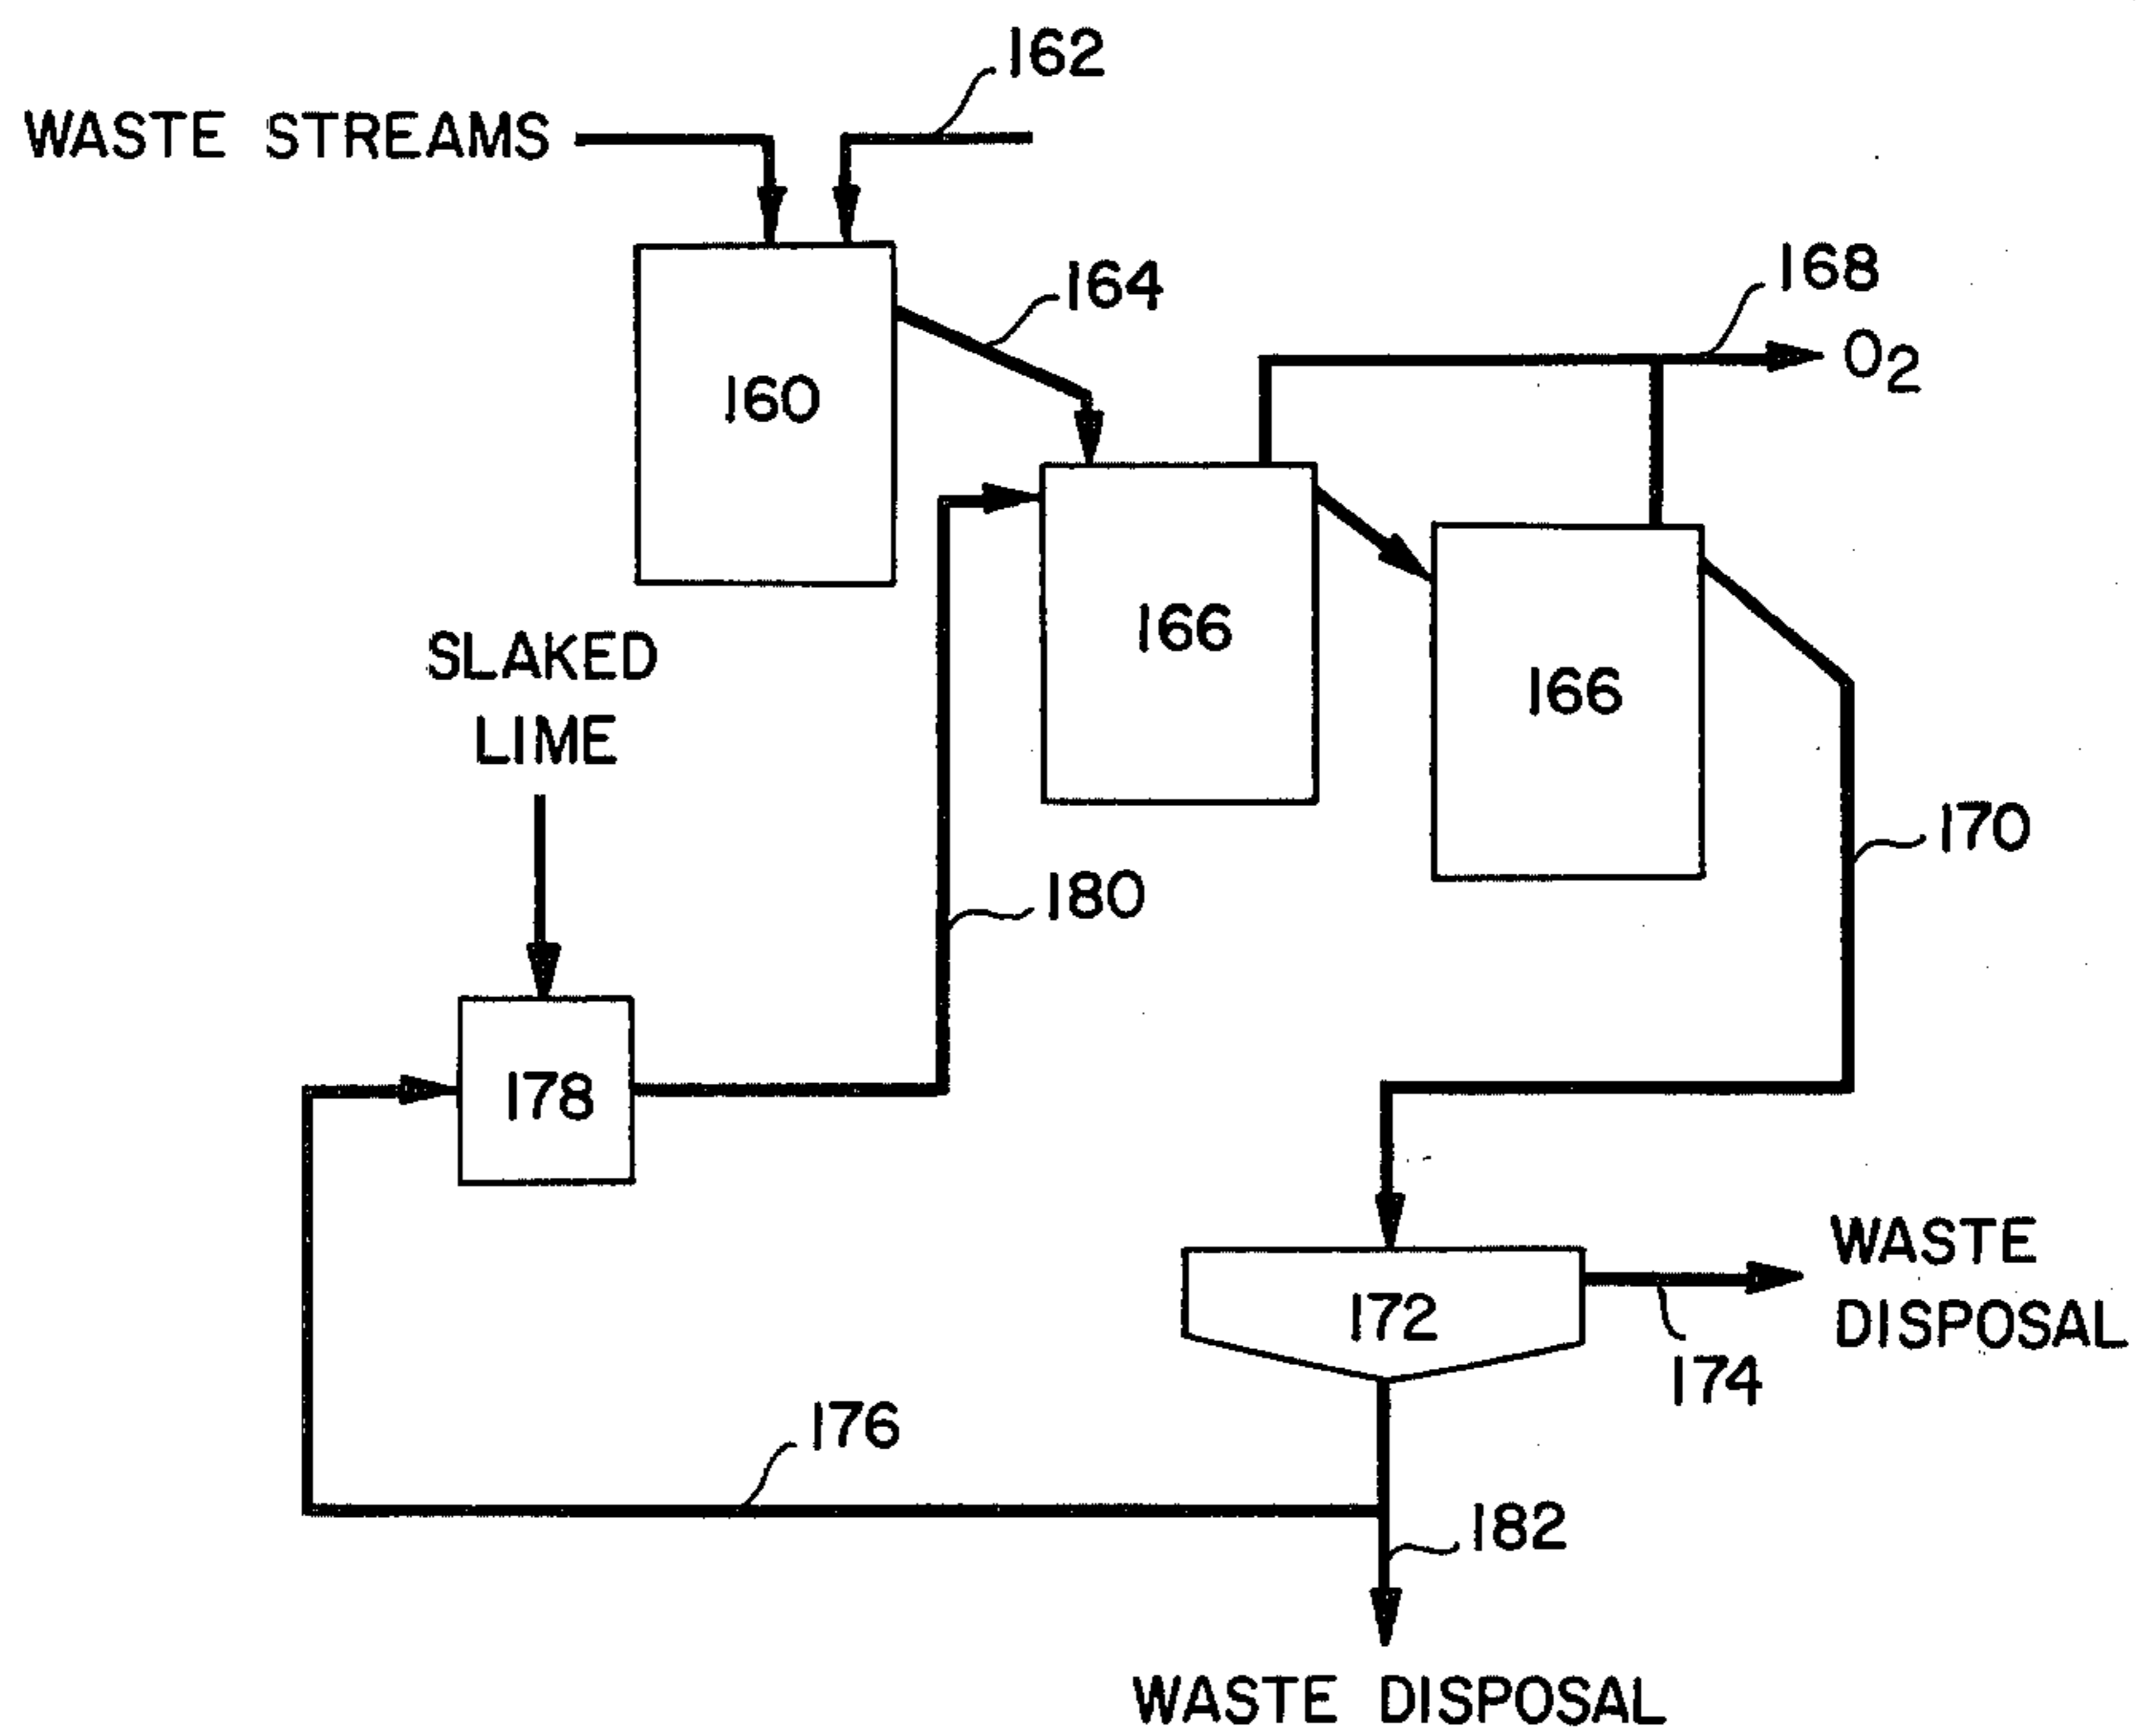 162
WASTE STREAMS
164
168
O2
160
166
SLAKED
LIME
166
170
180
178
WASTE
DISPOSAL
172
174
176
182
WASTE DISPOSAL